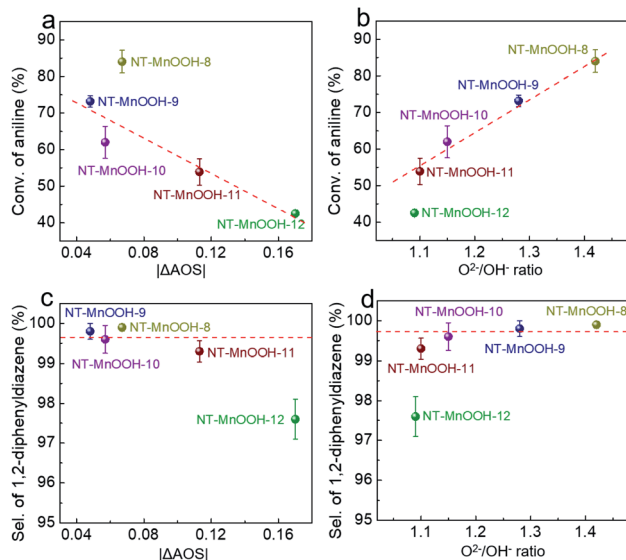 a
Conv. of aniline (%)
90
80
70
60
50
40
NT-MnOOH-8
NT-MnOOH-9
NT-MnOOH-10
NT-MnOOH-11
NT-MnOOH-12
0.04 0.08 0.12 0.16
|ΔAOS|
b
Conv. of aniline (%)
90
80
70
60
50
40
NT-MnOOH-8
NT-MnOOH-9
NT-MnOOH-10
NT-MnOOH-11
NT-MnOOH-12
1.1 1.2 1.3 1.4
O²⁻/OH⁻ ratio
c
Sel. of 1,2-diphenyldiazene (%)
100
99
98
97
96
95
NT-MnOOH-9
NT-MnOOH-8
NT-MnOOH-10
NT-MnOOH-11
NT-MnOOH-12
0.04 0.08 0.12 0.16
|ΔAOS|
d
Sel. of 1,2-diphenyldiazene (%)
100
99
98
97
96
95
NT-MnOOH-10
NT-MnOOH-8
NT-MnOOH-9
NT-MnOOH-11
NT-MnOOH-12
1.1 1.2 1.3 1.4
O²⁻/OH⁻ ratio